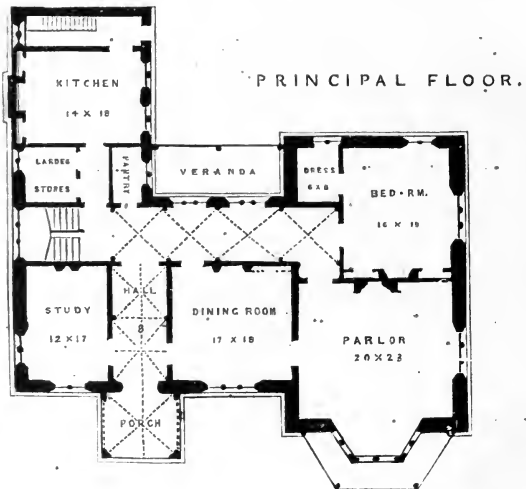 PRINCIPAL FLOOR.
KITCHEN
14 X 18
LARDER
STORES
PANTRY
VERANDA
DRESS
6 X 8
BED-RM.
16 X 19
HALL
8
STUDY
12 X 17
DINING ROOM
17 X 18
PARLOR
20 X 23
PORCH